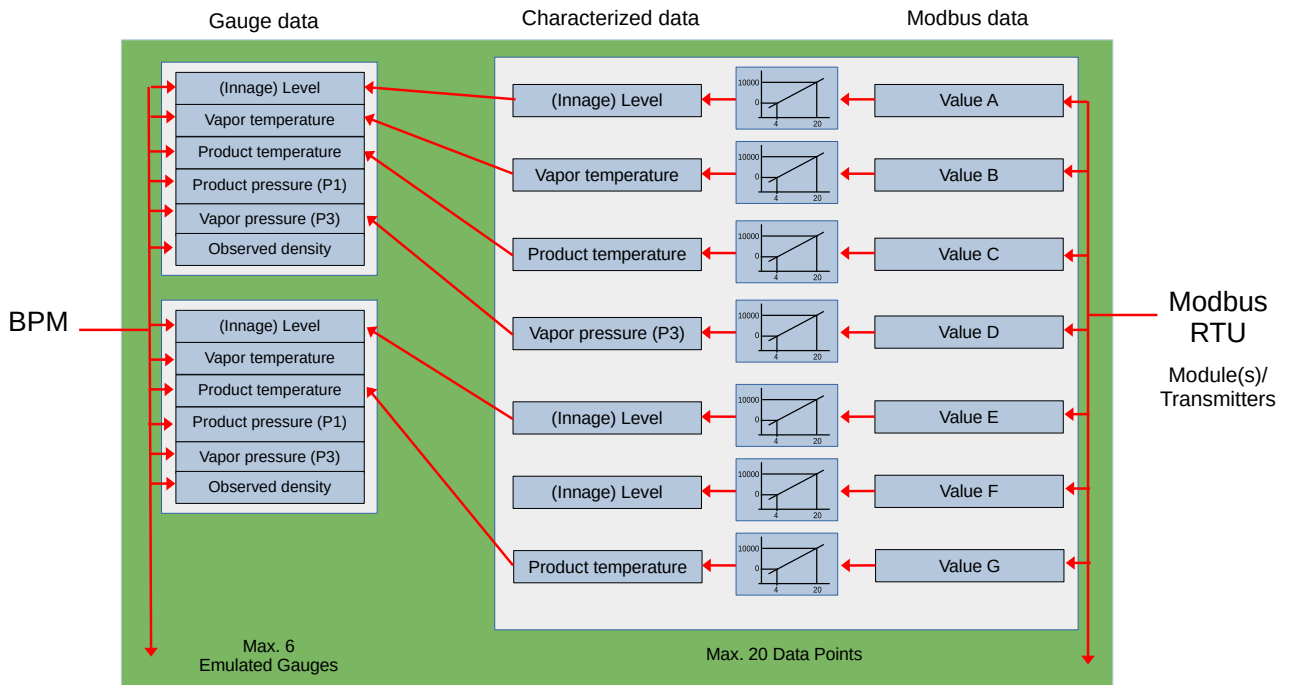 Gauge data
Characterized data
Modbus data
(Innage) Level
Vapor temperature
Product temperature
Product pressure (P1)
Vapor pressure (P3)
Observed density
(Innage) Level
Vapor temperature
Product temperature
Product pressure (P1)
Vapor pressure (P3)
Observed density
BPM
(Innage) Level
10000
0
4
20
Value A
Vapor temperature
10000
0
4
20
Value B
Product temperature
10000
0
4
20
Value C
Vapor pressure (P3)
10000
0
4
20
Value D
(Innage) Level
10000
0
4
20
Value E
(Innage) Level
10000
0
4
20
Value F
Product temperature
10000
0
4
20
Value G
Modbus
RTU
Module(s)/
Transmitters
Max. 6
Emulated Gauges
Max. 20 Data Points